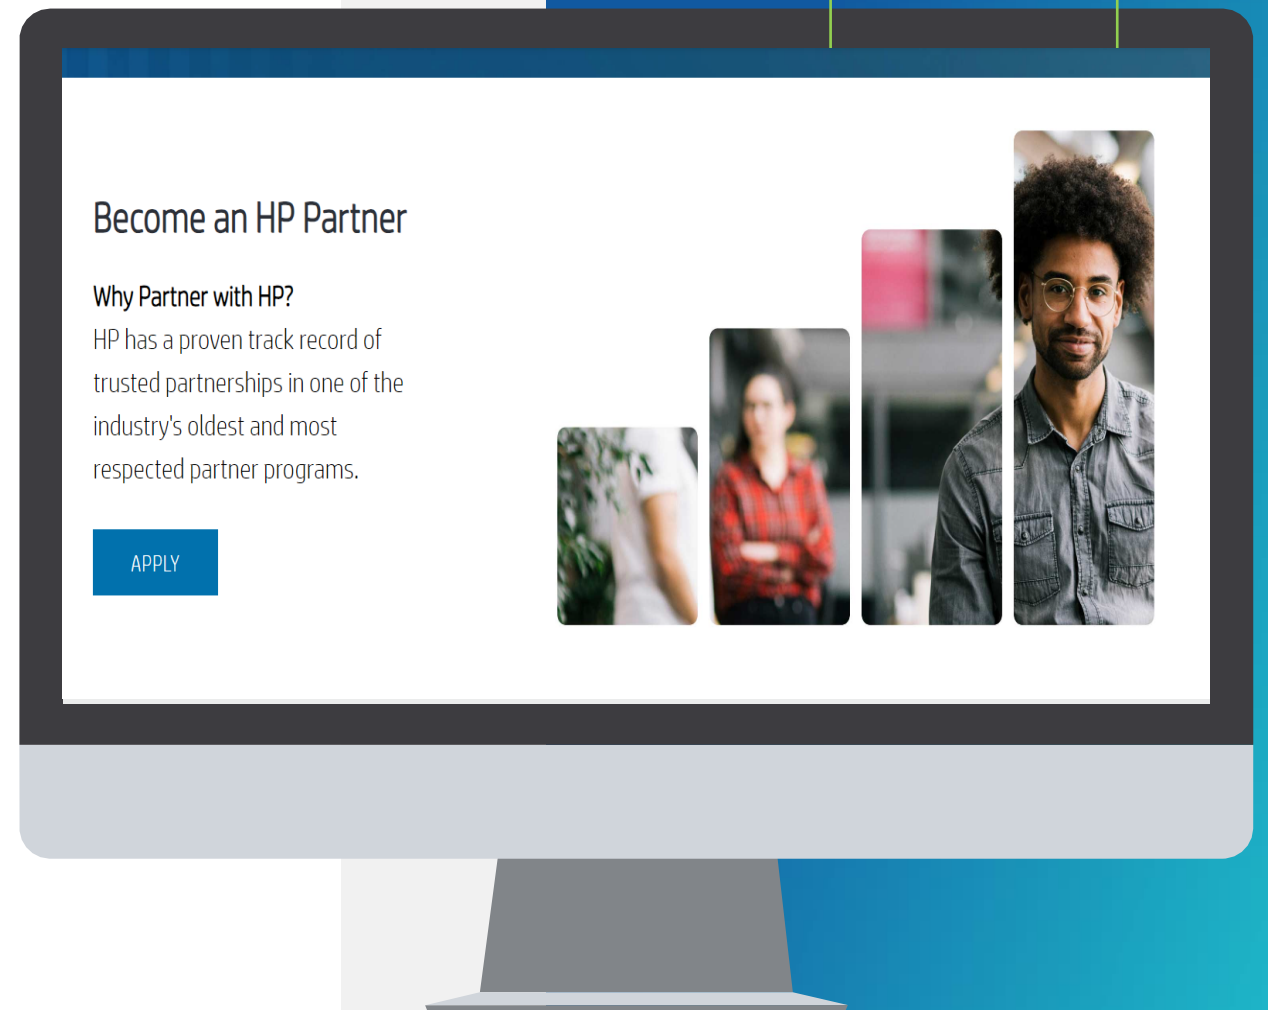 Become an HP Partner
Why Partner with HP?
HP has a proven track record of
trusted partnerships in one of the
industry's oldest and most
respected partner programs.
APPLY